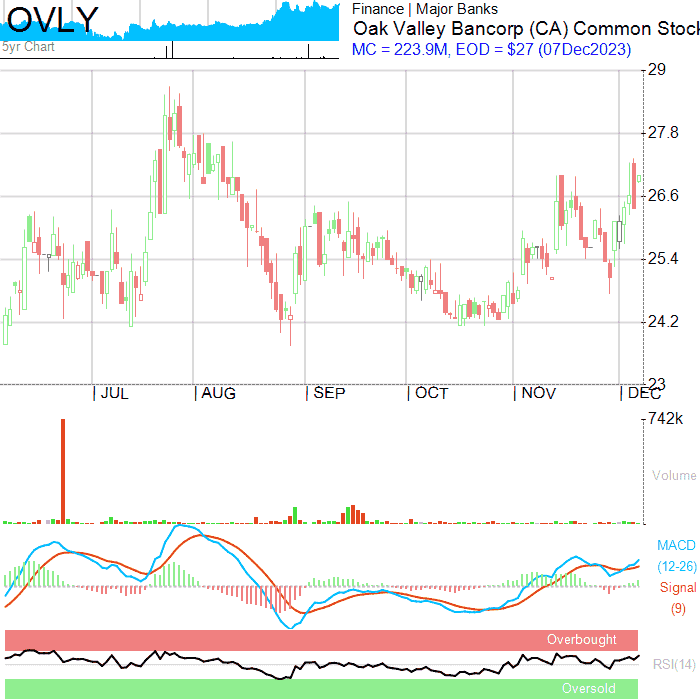 OVLY
5yr Chart
Finance | Major Banks
Oak Valley Bancorp (CA) Common Stock
MC = 223.9M, EOD = $27 (07Dec2023)
29
27.8
26.6
25.4
24.2
23
JUL AUG SEP OCT NOV DEC
742k
Volume
MACD
(12-26)
Signal
(9)
Overbought
RSI(14)
Oversold